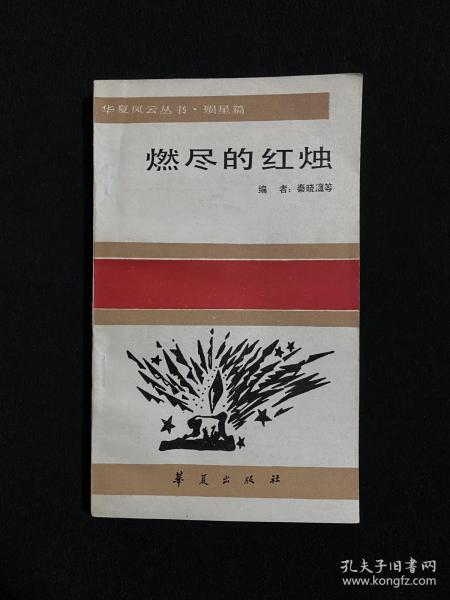 华夏风云丛书·殒星篇
燃尽的红烛
编 者：秦晓瀛等
華夏出版社
孔夫子旧书网
www.kongfz.com